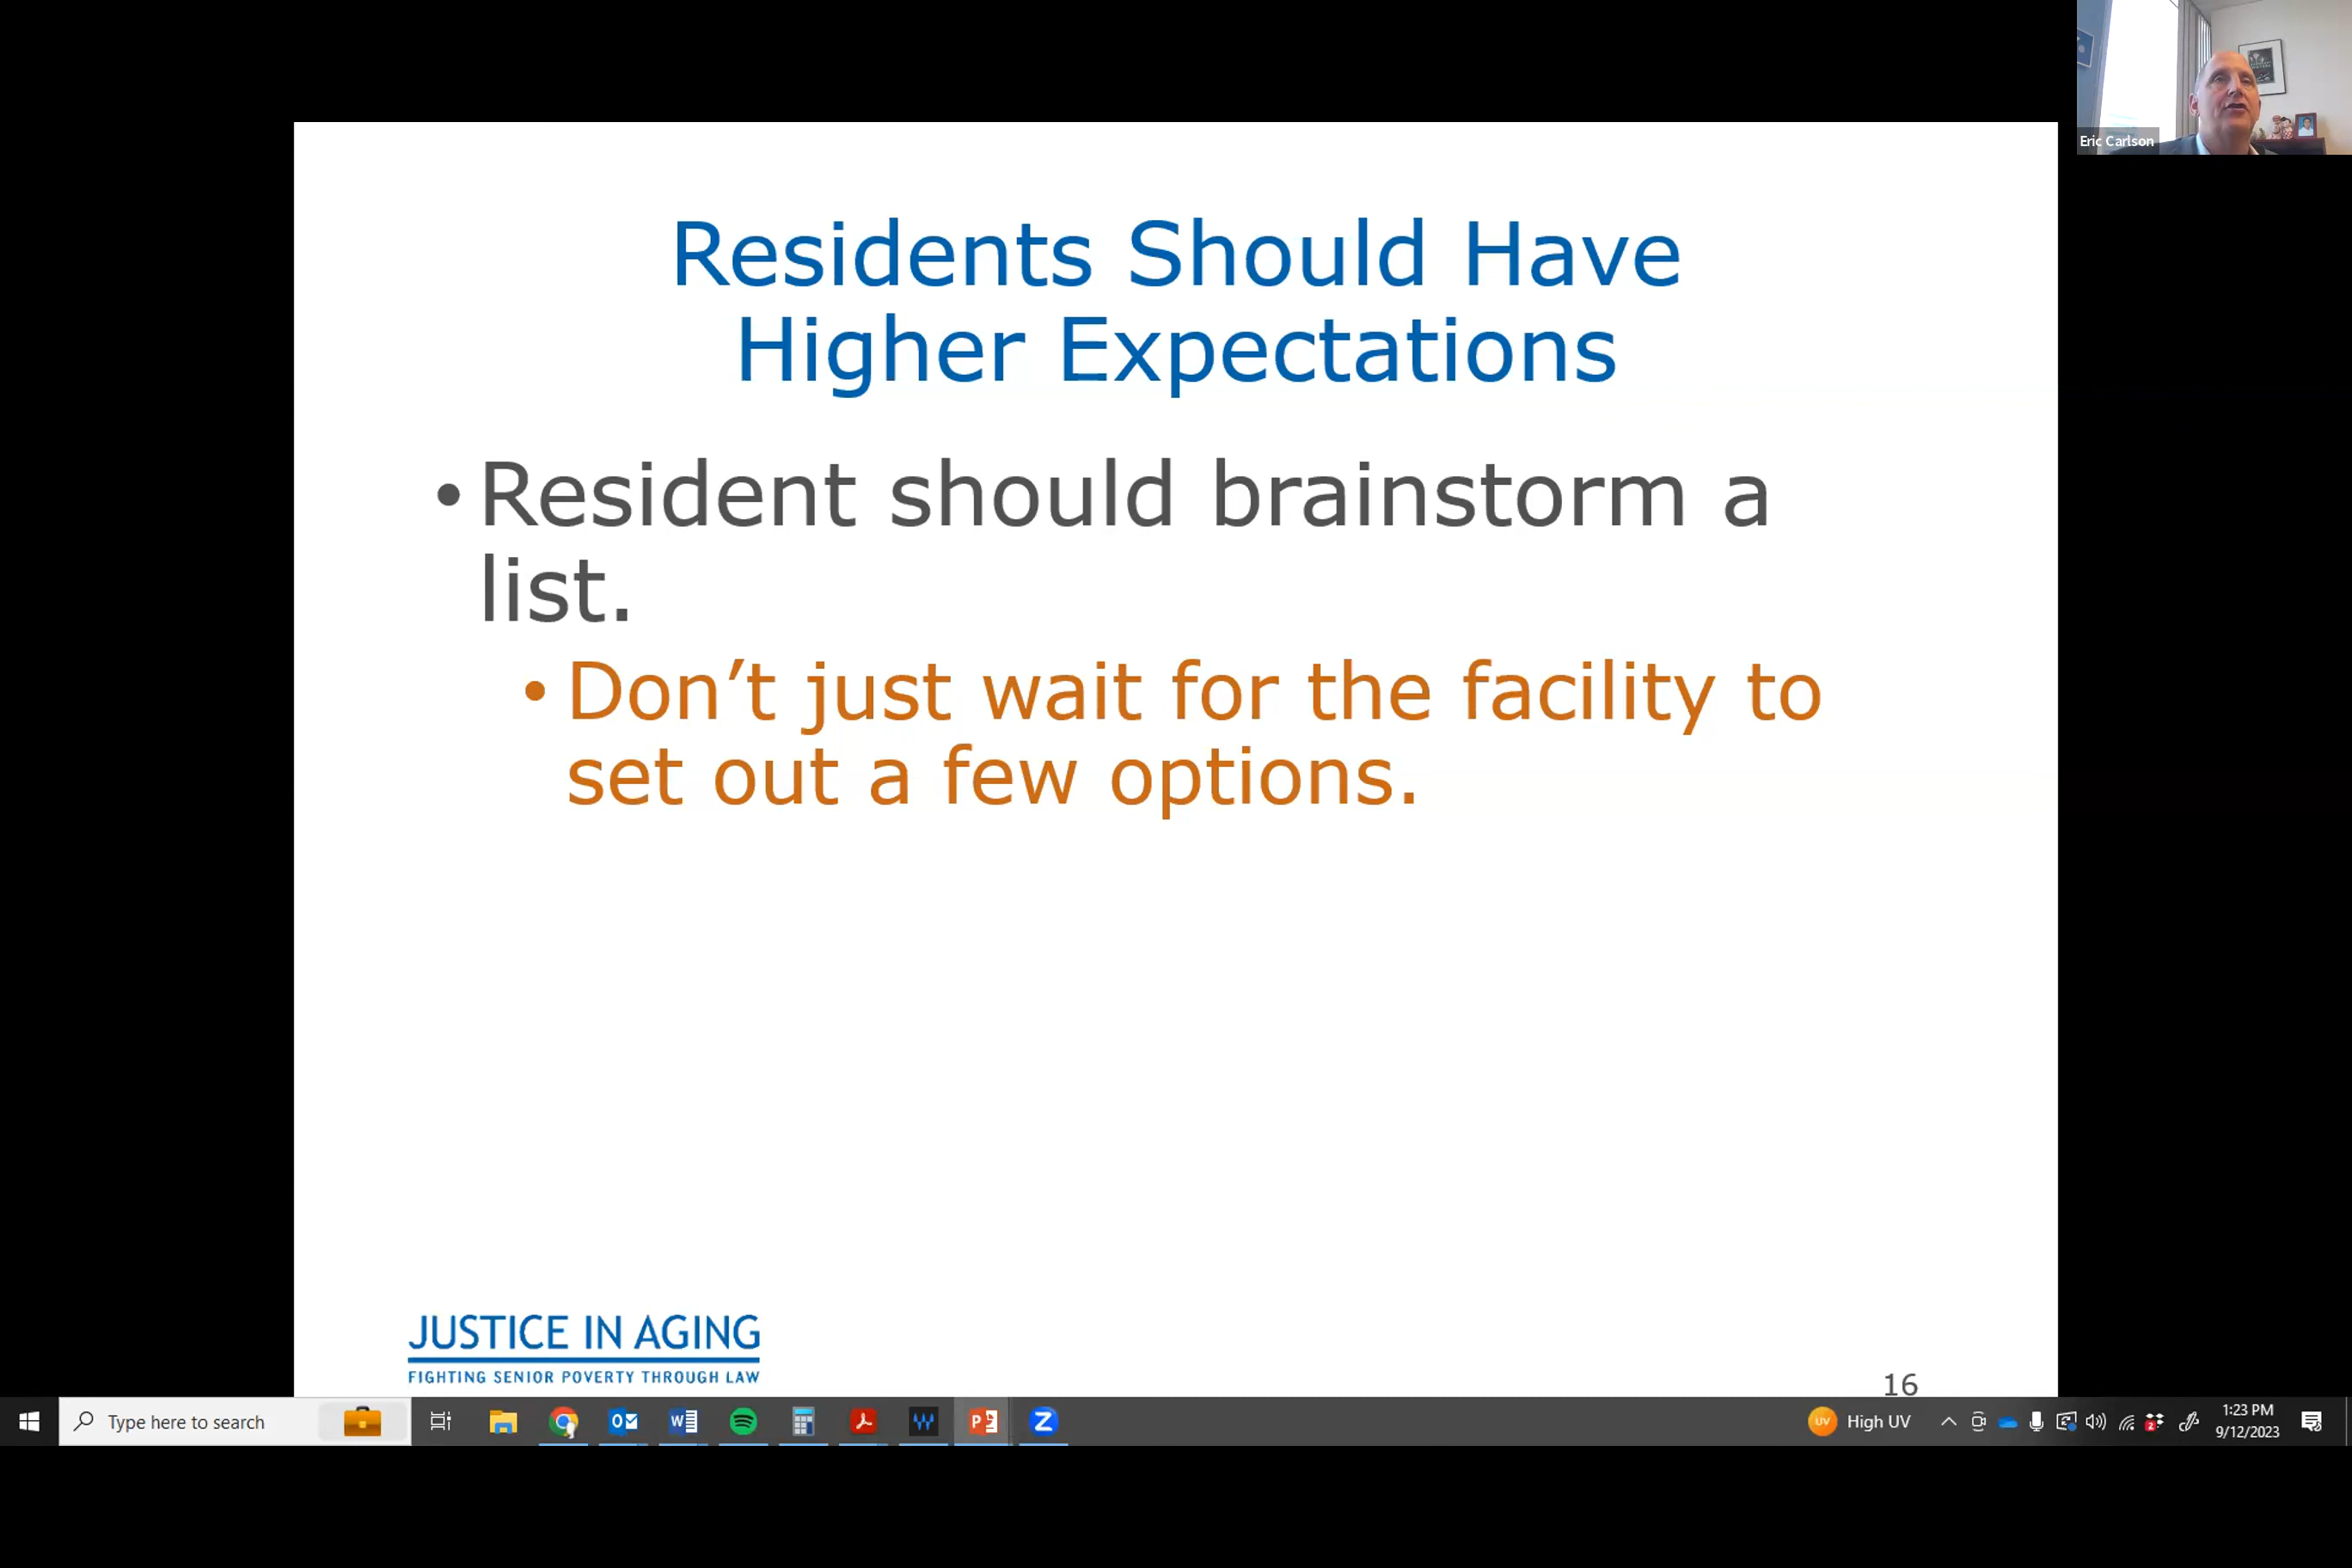 Eric Carlson
Residents Should Have
Higher Expectations
• Resident should brainstorm a
list.
• Don’t just wait for the facility to
set out a few options.
JUSTICE IN AGING
FIGHTING SENIOR POVERTY THROUGH LAW
16
Type here to search
UV
High UV
1:23 PM
9/12/2023